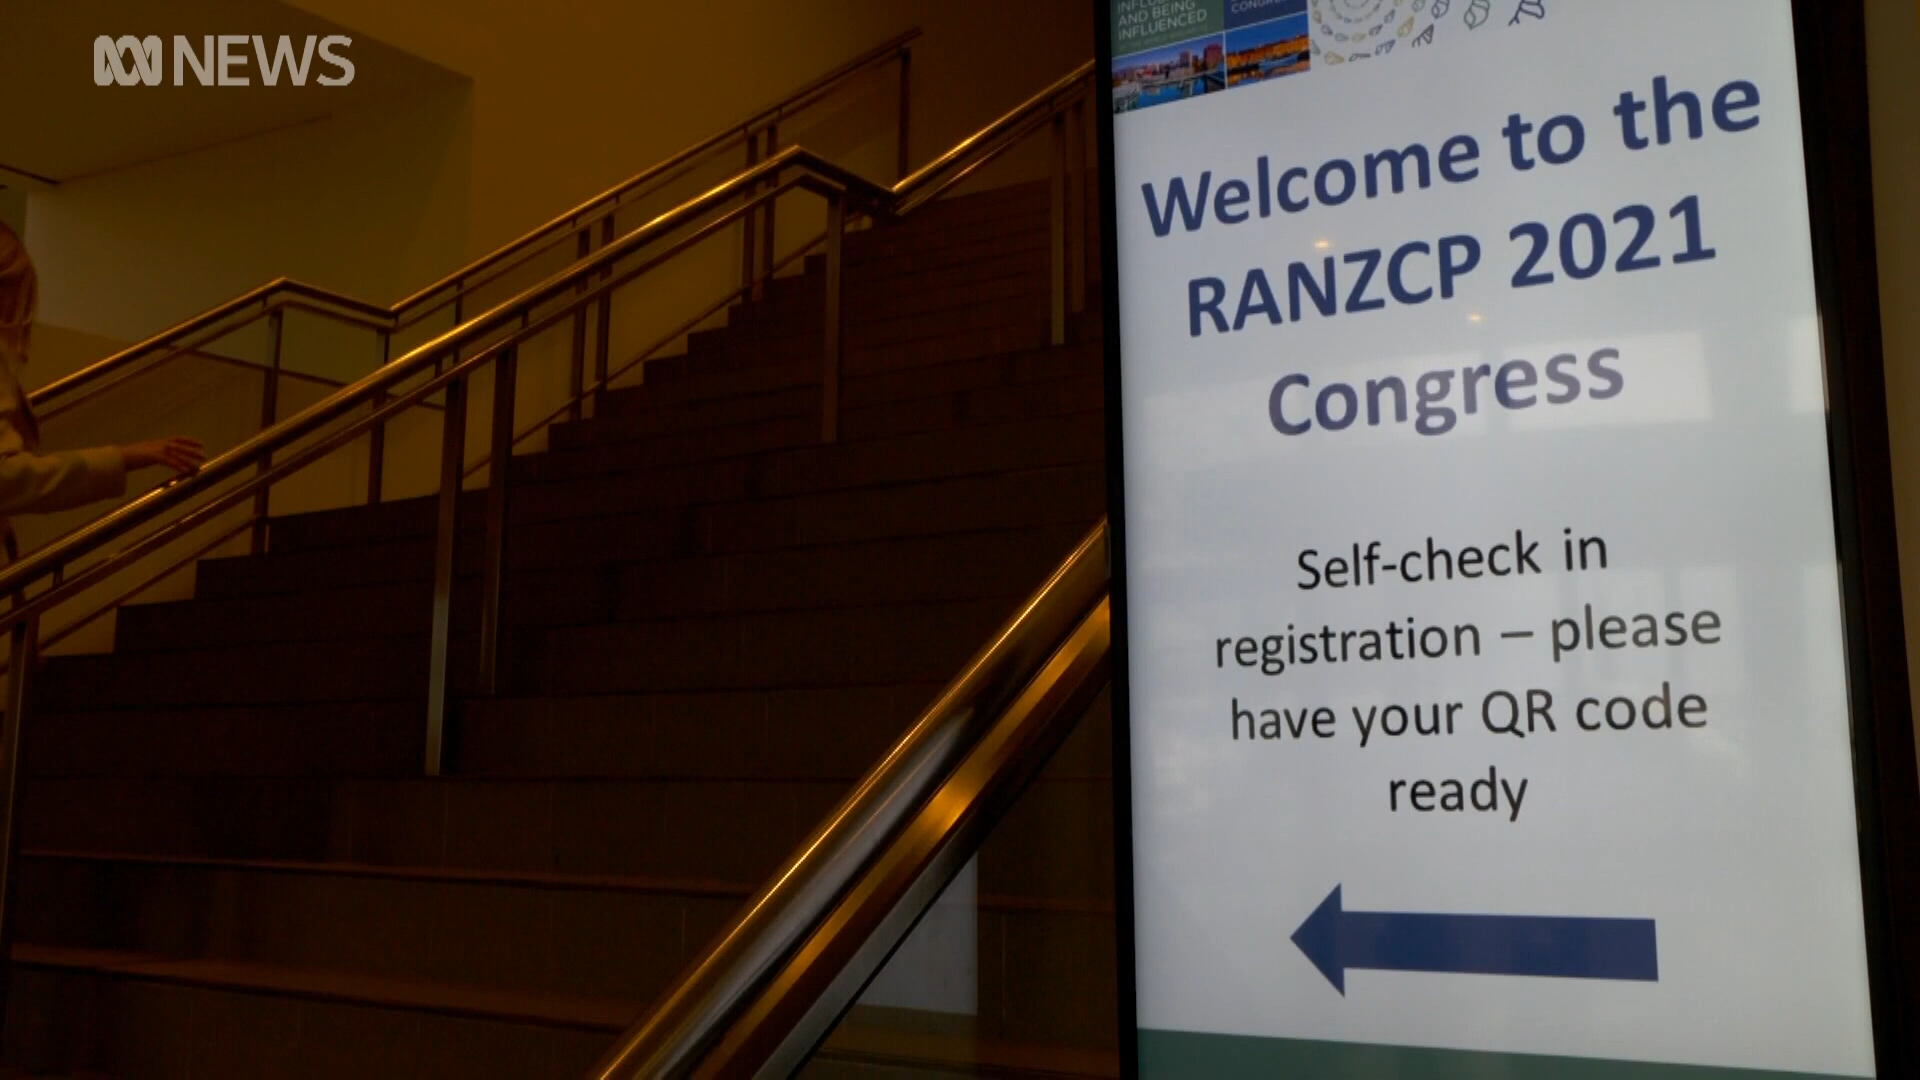 NEWS
AND BEING
INFLUENCED
Welcome to the
RANZCP 2021
Congress
Self-check in
registration – please
have your QR code
ready